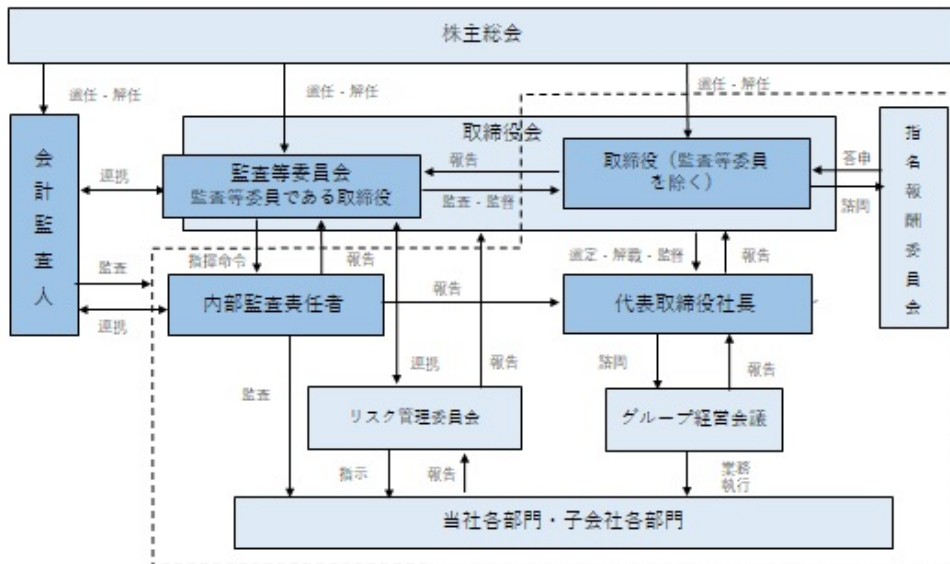 株主総会
選任・解任
選任・解任
選任・解任
取締役会
会計監査人
連携
監査等委員会
監査等委員である取締役
報告
監査・監督
取締役（監査等委員
を除く）
答申
諮問
指名報酬委員会
監査
連携
指揮命令
報告
選定・解職・監督
報告
内部監査責任者
報告
代表取締役社長
監査
連携
報告
諮問
報告
リスク管理委員会
グループ経営会議
指示
報告
業務
執行
当社各部門・子会社各部門